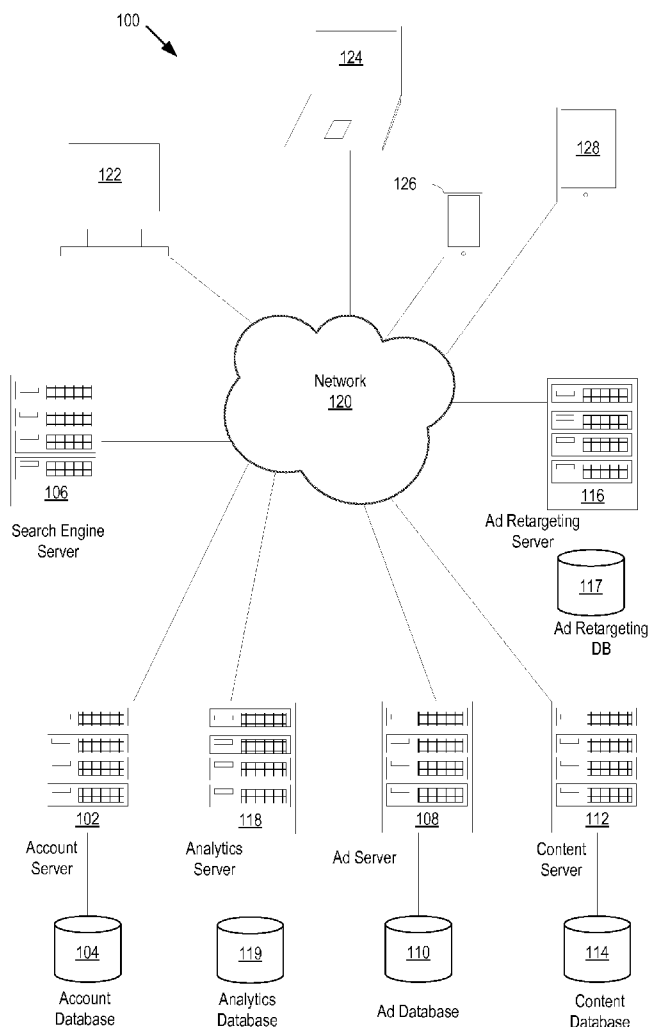 100
124
122
126
128
Network
120
106
Search Engine
Server
116
Ad Retargeting
Server
117
Ad Retargeting
DB
102
Account
Server
118
Analytics
Server
108
Ad Server
112
Content
Server
104
Account
Database
119
Analytics
Database
110
Ad Database
114
Content
Database